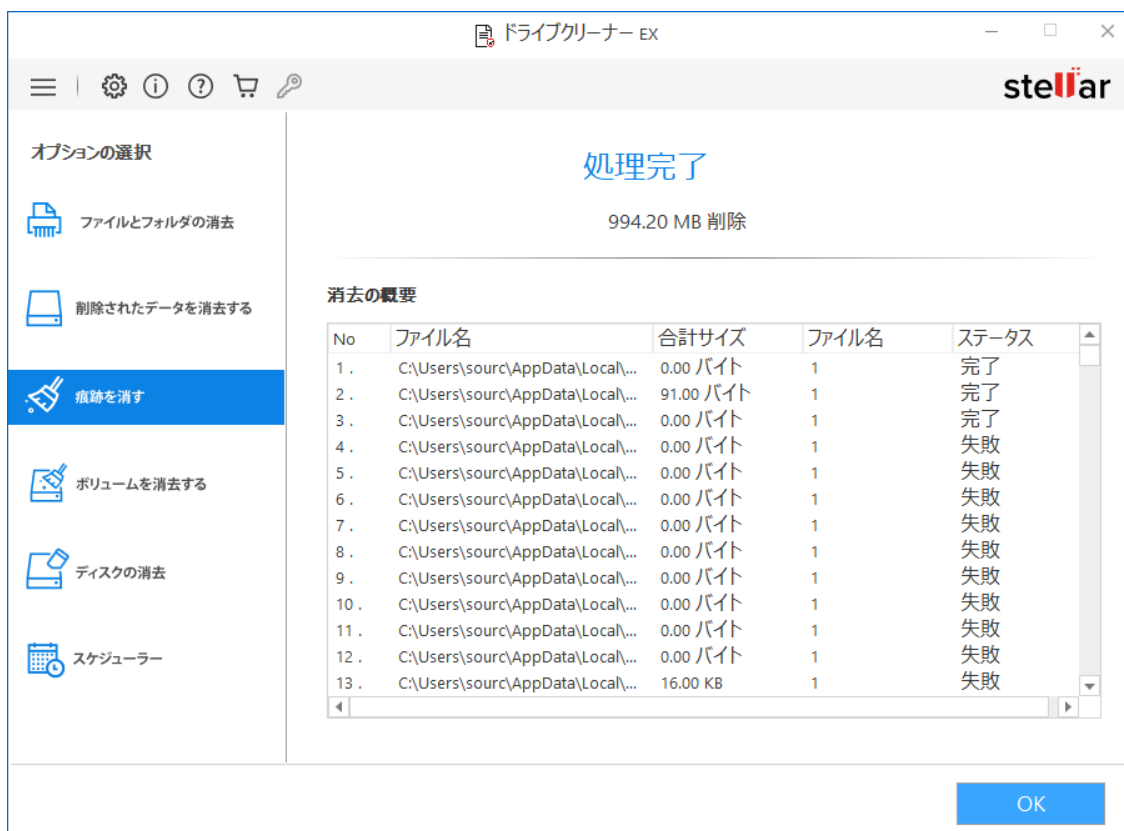 ドライブクリーナー EX
stellar
オプションの選択
ファイルとフォルダの消去
削除されたデータを消去する
痕跡を消す
ボリュームを消去する
ディスクの消去
スケジューラー
処理完了
994.20 MB 削除
消去の概要
No ファイル名 合計サイズ ファイル名 ステータス
1 . C:\Users\sourc\AppData\Local\... 0.00 バイト 1 完了
2 . C:\Users\sourc\AppData\Local\... 91.00 バイト 1 完了
3 . C:\Users\sourc\AppData\Local\... 0.00 バイト 1 完了
4 . C:\Users\sourc\AppData\Local\... 0.00 バイト 1 失敗
5 . C:\Users\sourc\AppData\Local\... 0.00 バイト 1 失敗
6 . C:\Users\sourc\AppData\Local\... 0.00 バイト 1 失敗
7 . C:\Users\sourc\AppData\Local\... 0.00 バイト 1 失敗
8 . C:\Users\sourc\AppData\Local\... 0.00 バイト 1 失敗
9 . C:\Users\sourc\AppData\Local\... 0.00 バイト 1 失敗
10 . C:\Users\sourc\AppData\Local\... 0.00 バイト 1 失敗
11 . C:\Users\sourc\AppData\Local\... 0.00 バイト 1 失敗
12 . C:\Users\sourc\AppData\Local\... 0.00 バイト 1 失敗
13 . C:\Users\sourc\AppData\Local\... 16.00 KB 1 失敗
OK